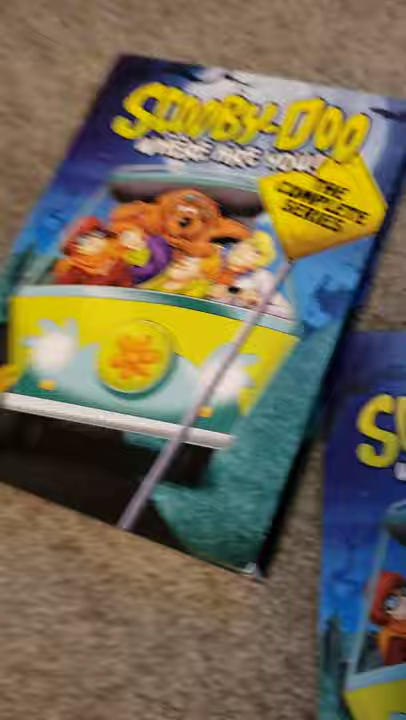 SCOOBY-DOO
WHERE ARE YOU!
THE
COMPLETE
SERIES
S